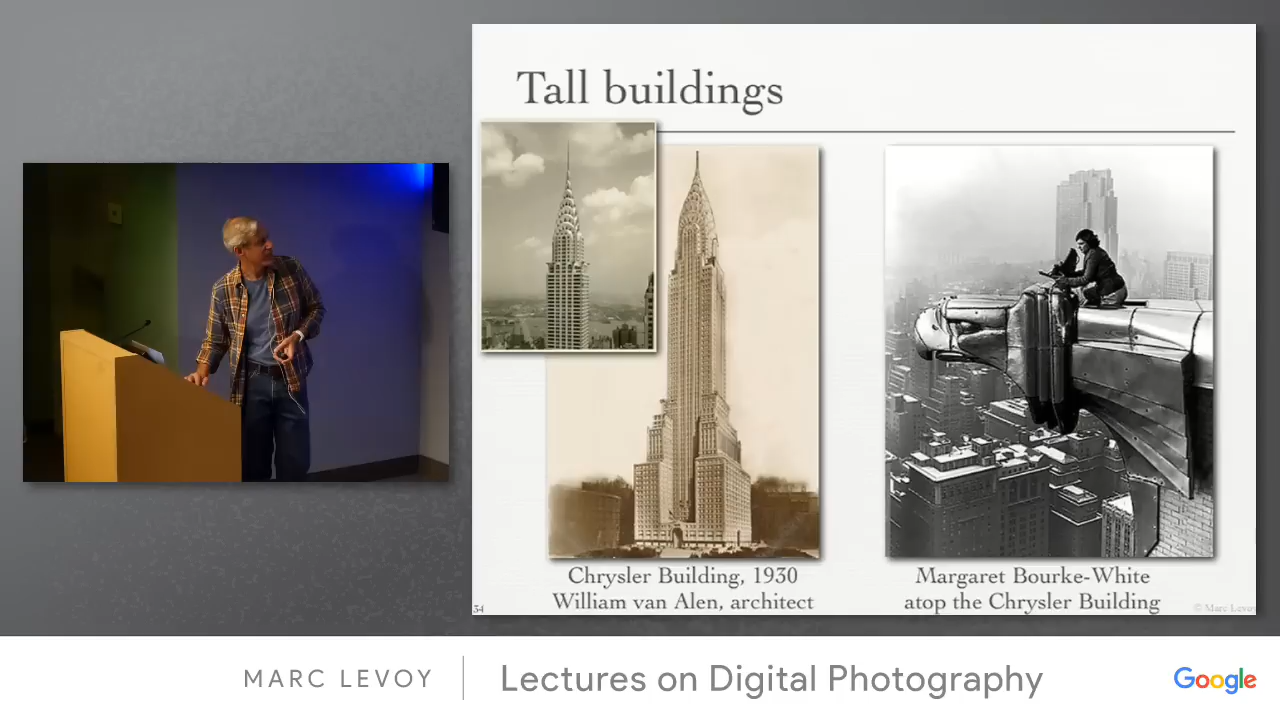 Tall buildings
Chrysler Building, 1930
William van Alen, architect
Margaret Bourke-White
atop the Chrysler Building
34
© Marc Levoy
MARC LEVOY
Lectures on Digital Photography
Google